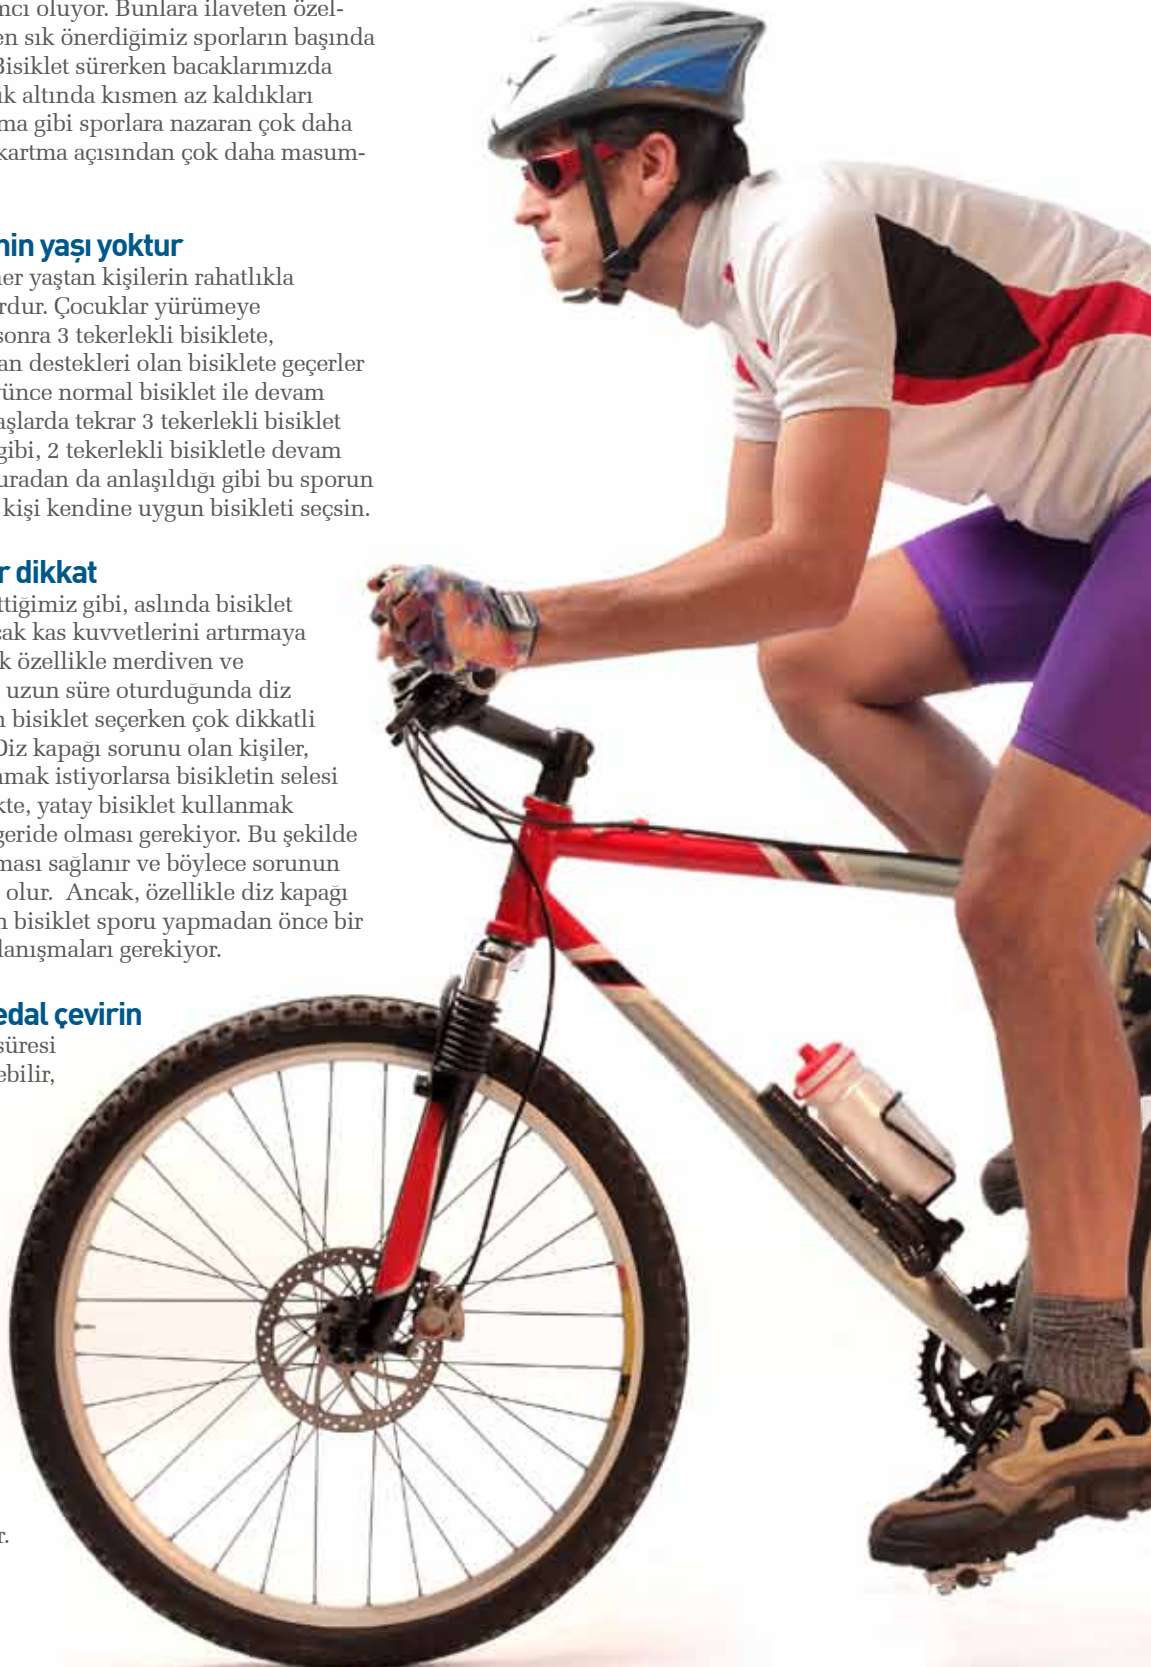 mcı oluyor. Bunlara ilaveten özel-
en sık önerdiğimiz sporların başında
Bisiklet sürerken bacaklarımızda
ık altında kısmen az kaldıkları
ma gibi sporlara nazaran çok daha
kartma açısından çok daha masum-
nin yaşı yoktur
her yaştan kişilerin rahatlıkla
rdur. Çocuklar yürümeye
sonra 3 tekerlekli bisiklete,
an destekleri olan bisiklete geçerler
ünce normal bisiklet ile devam
aşlarda tekrar 3 tekerlekli bisiklet
gibi, 2 tekerlekli bisikletle devam
uradan da anlaşıldığı gibi bu sporun
kişi kendine uygun bisikleti seçsin.
r dikkat
ttiğimiz gibi, aslında bisiklet
cak kas kuvvetlerini artırmaya
k özellikle merdiven ve
uzun süre oturduğunda diz
n bisiklet seçerken çok dikkatli
Diz kapağı sorunu olan kişiler,
nmak istiyorlarsa bisikletin selesi
kte, yatay bisiklet kullanmak
geride olması gerekiyor. Bu şekilde
ması sağlanır ve böylece sorunun
olur. Ancak, özellikle diz kapağı
n bisiklet sporu yapmadan önce bir
lanışmaları gerekiyor.
edal çevirin
süresi
ebilir,
r.